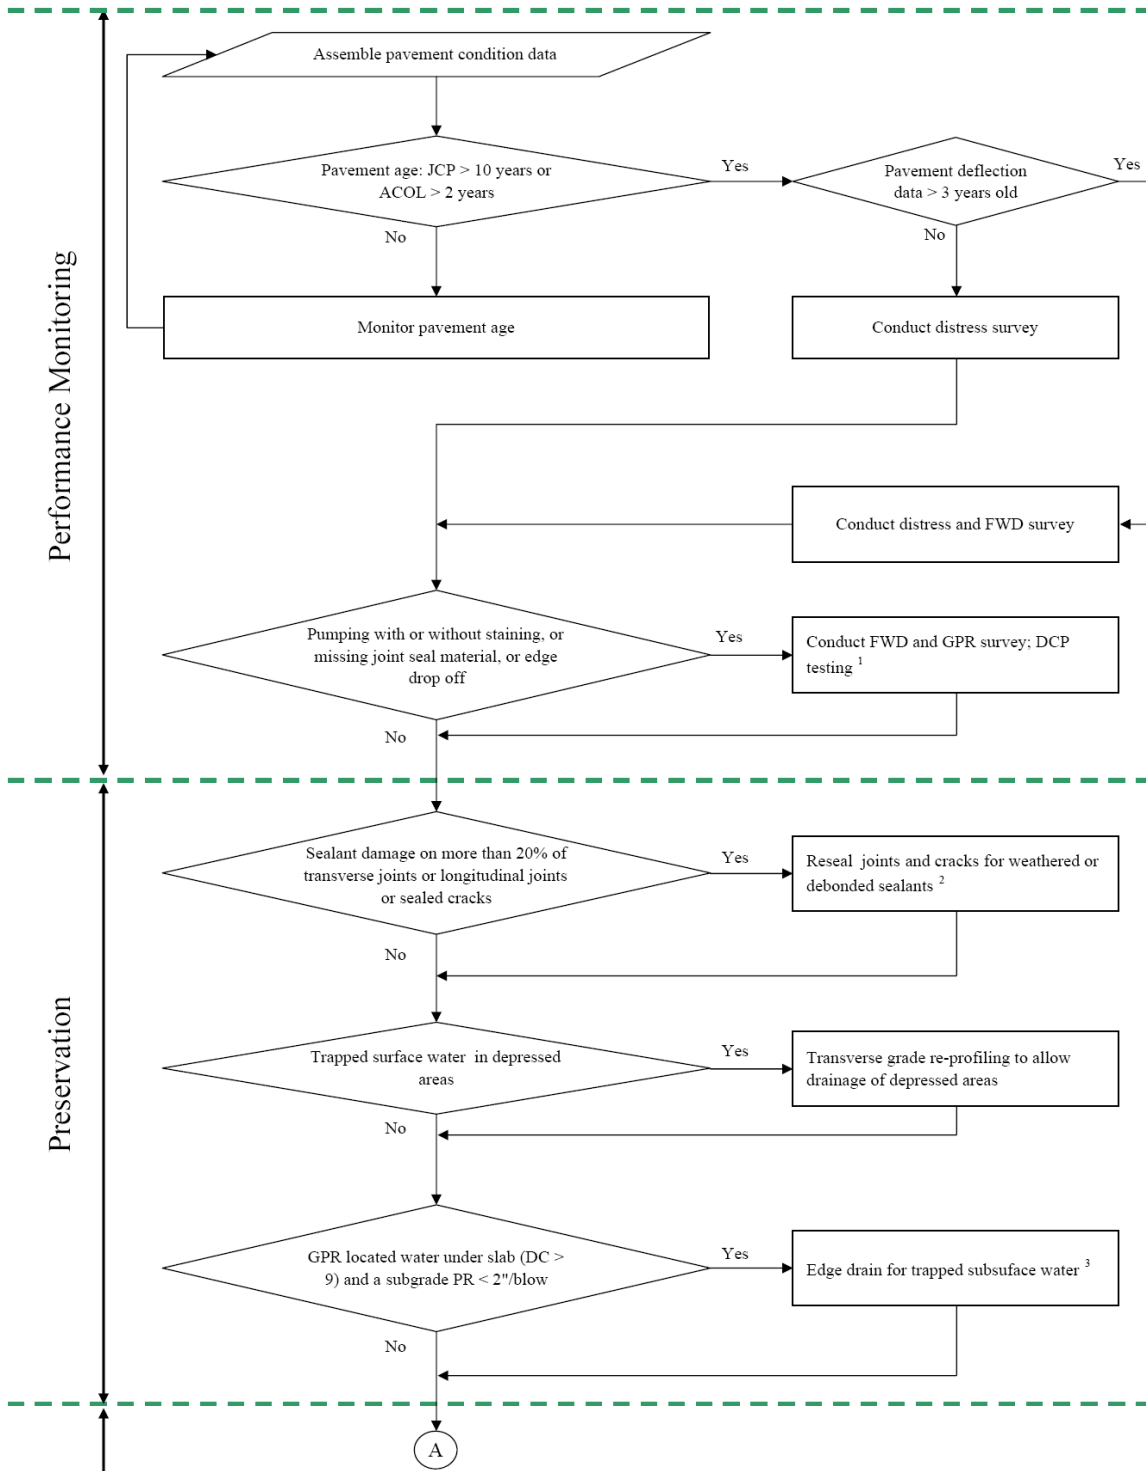 Assemble pavement condition data
Pavement age: JCP > 10 years or
ACOL > 2 years
Yes
Pavement deflection
data > 3 years old
Yes
No
No
Monitor pavement age
Conduct distress survey
Performance Monitoring
Conduct distress and FWD survey
Pumping with or without staining, or
missing joint seal material, or edge
drop off
Yes
Conduct FWD and GPR survey; DCP
testing 1
No
Sealant damage on more than 20% of
transverse joints or longitudinal joints
or sealed cracks
Yes
Reseal joints and cracks for weathered or
debonded sealants 2
No
Preservation
Trapped surface water in depressed
areas
Yes
Transverse grade re-profiling to allow
drainage of depressed areas
No
GPR located water under slab (DC >
9) and a subgrade PR < 2"/blow
Yes
Edge drain for trapped subsuface water 3
No
A